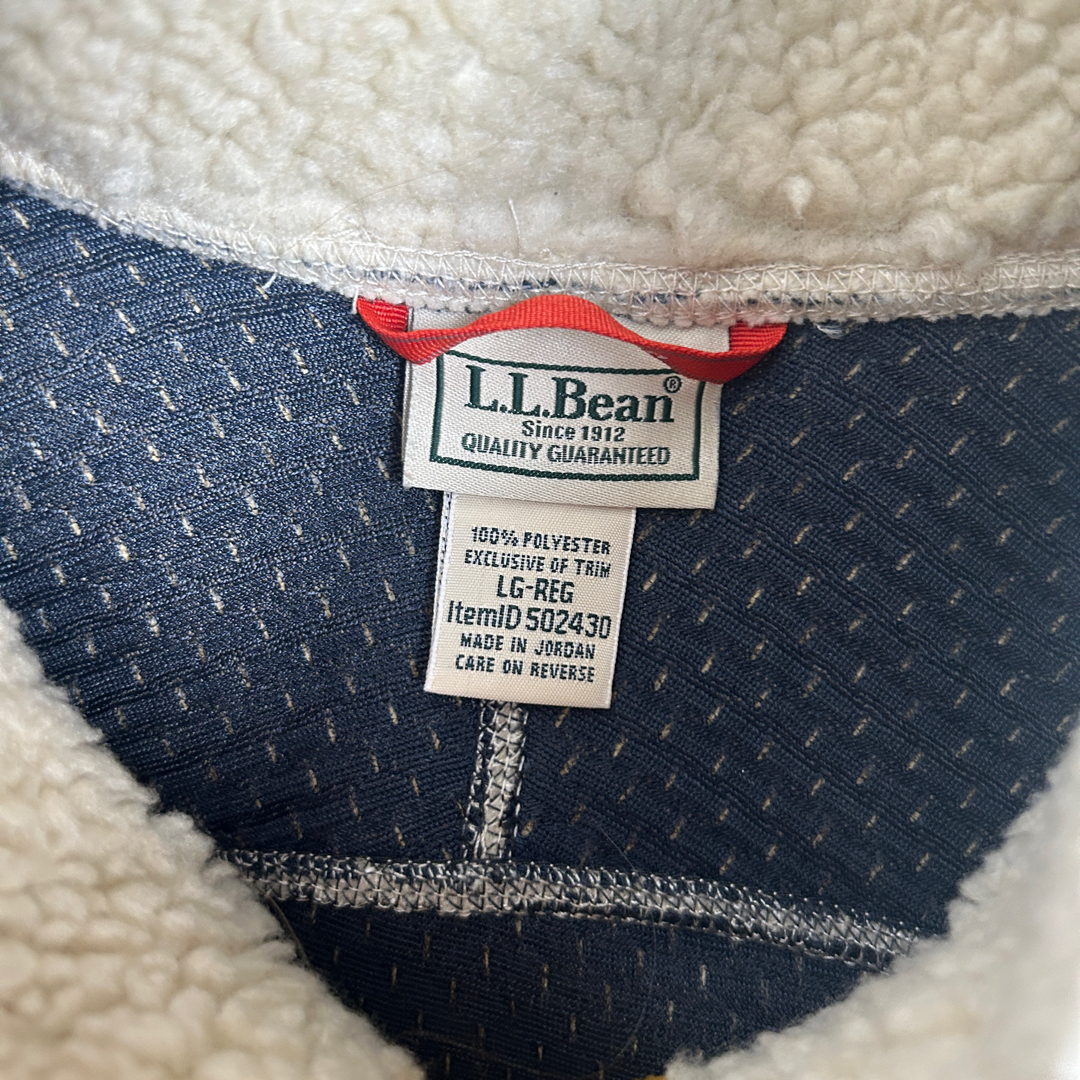 L.L.Bean®
Since 1912
QUALITY GUARANTEED
100% POLYESTER
EXCLUSIVE OF TRIM
LG-REG
ItemID 502430
MADE IN JORDAN
CARE ON REVERSE